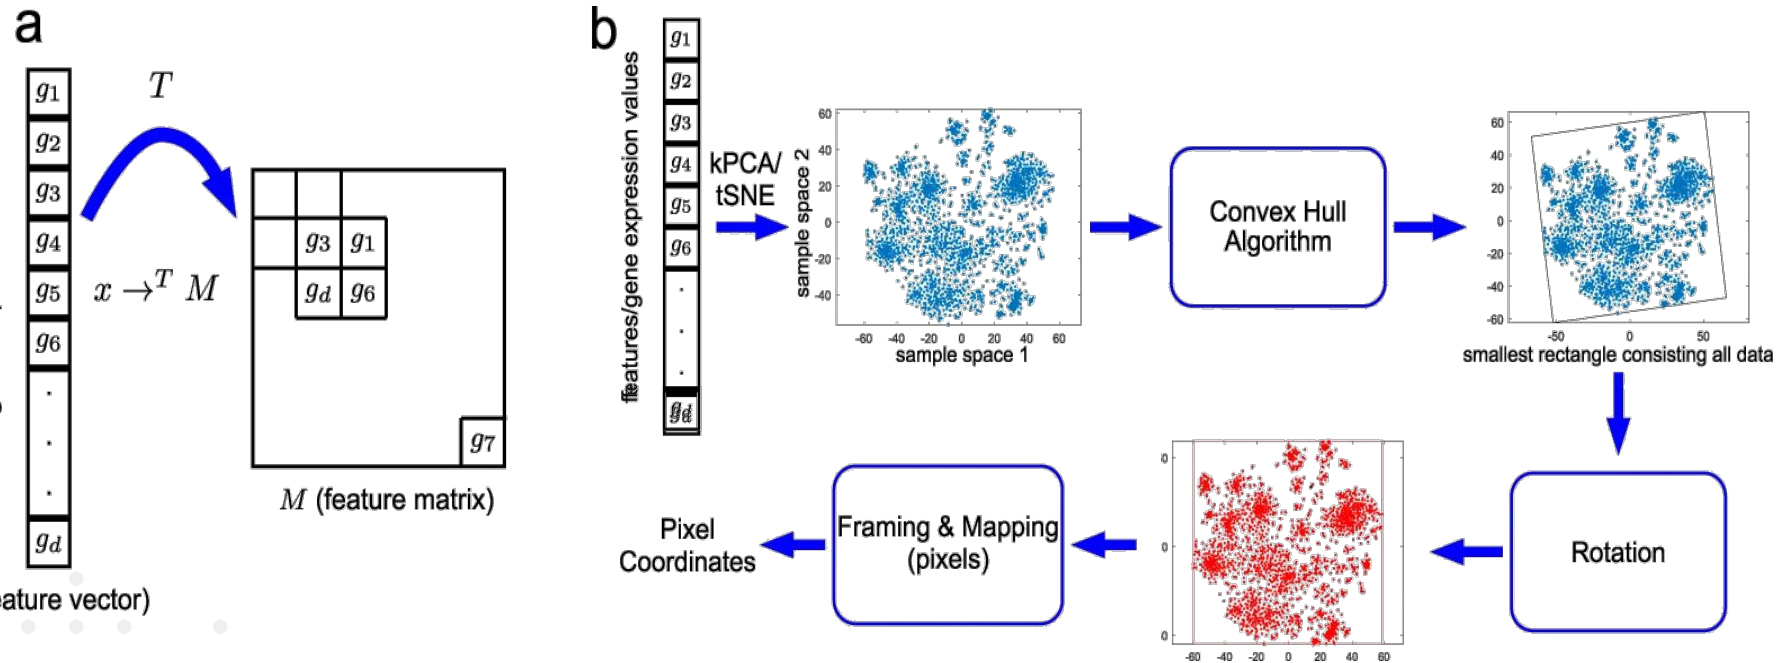 a
g1
g2
g3
g4
g5
g6
.
.
.
gd
T
x →T M
g3 g1
gd g6
g7
M (feature matrix)
eature vector)
b
features/gene expression values
g1
g2
g3
g4
g5
g6
.
.
.
gd
kPCA/
tSNE
sample space 2
60
40
20
0
-20
-40
-60 -40 -20 0 20 40 60
sample space 1
Convex Hull
Algorithm
60
40
20
0
-20
-40
-60
-50 0 50
smallest rectangle consisting all data
Rotation
0
0
0
-60 -40 -20 0 20 40 60
Framing & Mapping
(pixels)
Pixel
Coordinates